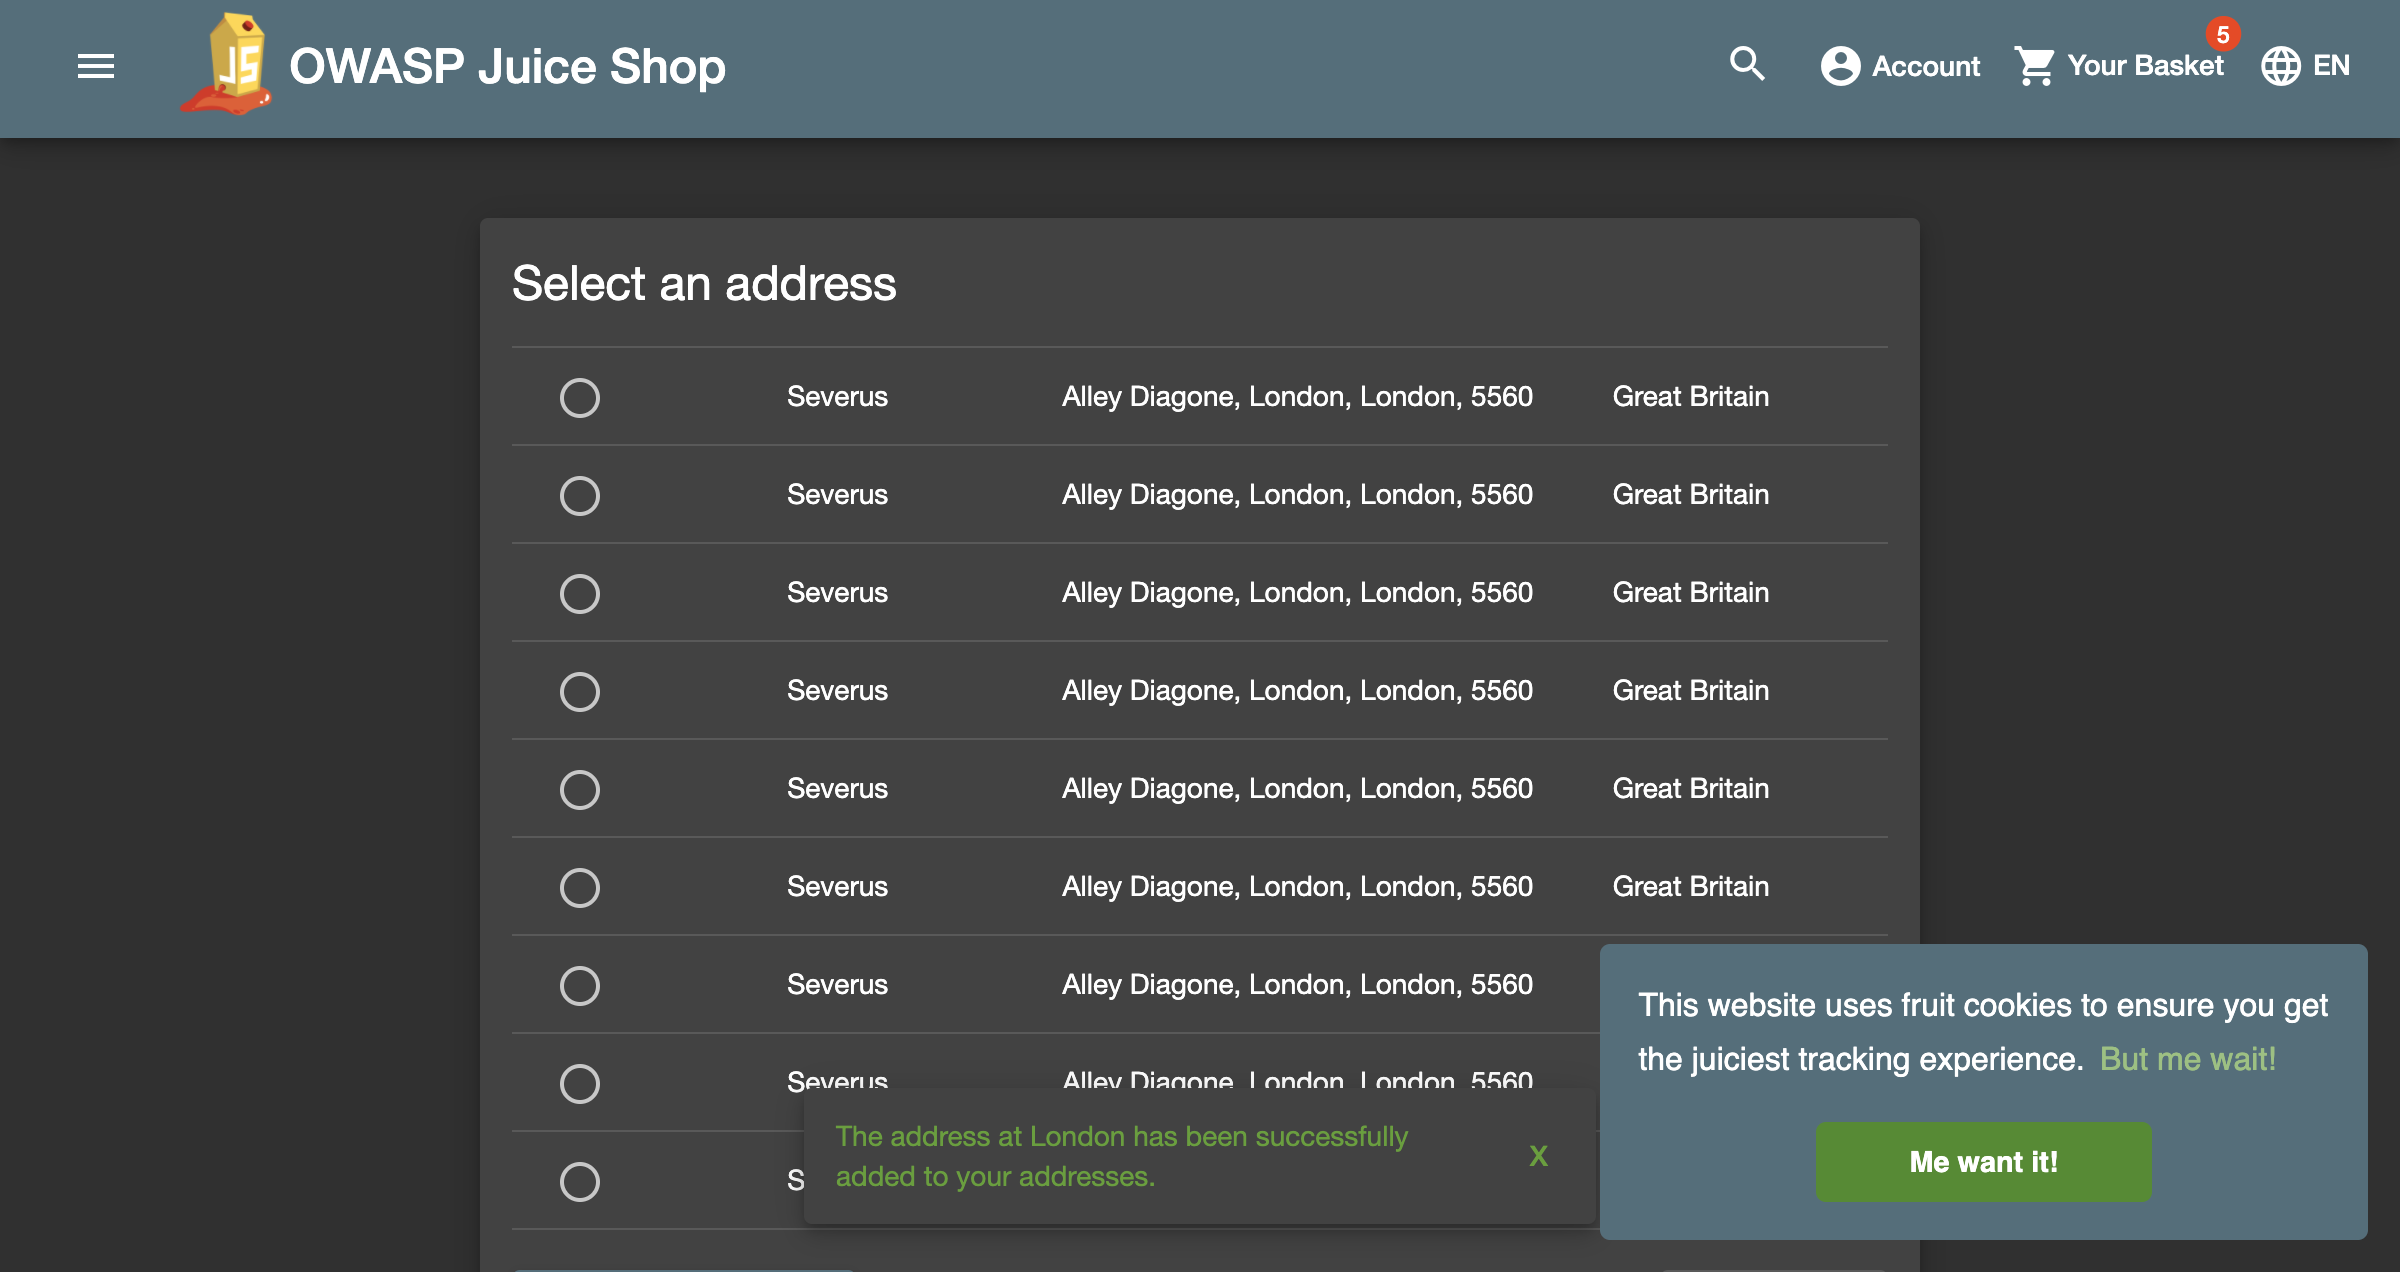 JS OWASP Juice Shop Account Your Basket 5 EN
Select an address
Severus Alley Diagone, London, London, 5560 Great Britain
Severus Alley Diagone, London, London, 5560 Great Britain
Severus Alley Diagone, London, London, 5560 Great Britain
Severus Alley Diagone, London, London, 5560 Great Britain
Severus Alley Diagone, London, London, 5560 Great Britain
Severus Alley Diagone, London, London, 5560 Great Britain
Severus Alley Diagone, London, London, 5560
Severus Alley Diagone, London, London, 5560
S
The address at London has been successfully
added to your addresses.
X
This website uses fruit cookies to ensure you get
the juiciest tracking experience. But me wait!
Me want it!